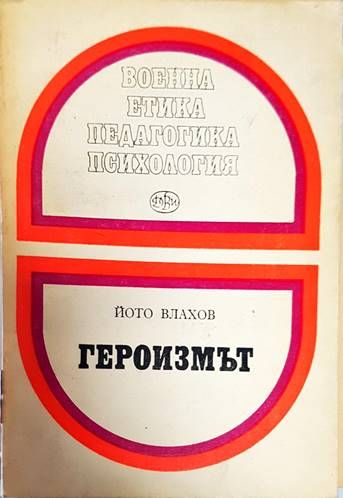 ВОЕННА
ЕТИКА
ПЕДАГОГИКА
ПСИХОЛОГИЯ
ЙОТО ВЛАХОВ
ГЕРОИЗМЪТ